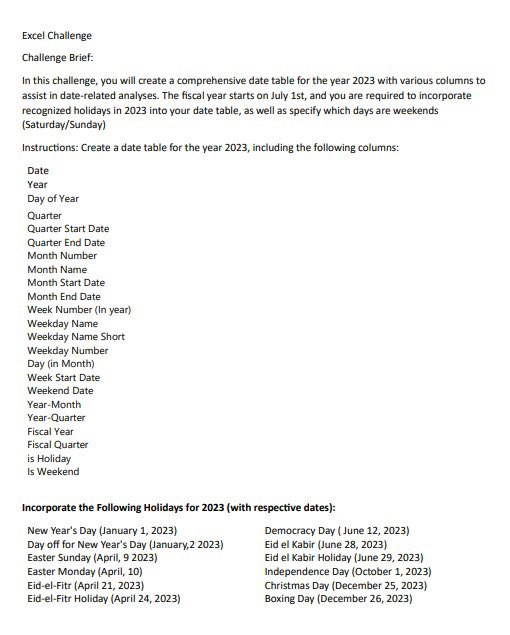 Excel Challenge
Challenge Brief:
In this challenge, you will create a comprehensive date table for the year 2023 with various columns to
assist in date-related analyses. The fiscal year starts on July 1st, and you are required to incorporate
recognized holidays in 2023 into your date table, as well as specify which days are weekends
(Saturday/Sunday)
Instructions: Create a date table for the year 2023, including the following columns:
Date
Year
Day of Year
Quarter
Quarter Start Date
Quarter End Date
Month Number
Month Name
Month Start Date
Month End Date
Week Number (In year)
Weekday Name
Weekday Name Short
Weekday Number
Day (in Month)
Week Start Date
Weekend Date
Year-Month
Year-Quarter
Fiscal Year
Fiscal Quarter
is Holiday
Is Weekend
Incorporate the Following Holidays for 2023 (with respective dates):
New Year's Day (January 1, 2023)
Day off for New Year's Day (January,2 2023)
Easter Sunday (April, 9 2023)
Easter Monday (April, 10)
Eid-el-Fitr (April 21, 2023)
Eid-el-Fitr Holiday (April 24, 2023)
Democracy Day ( June 12, 2023)
Eid el Kabir (June 28, 2023)
Eid el Kabir Holiday (June 29, 2023)
Independence Day (October 1, 2023)
Christmas Day (December 25, 2023)
Boxing Day (December 26, 2023)